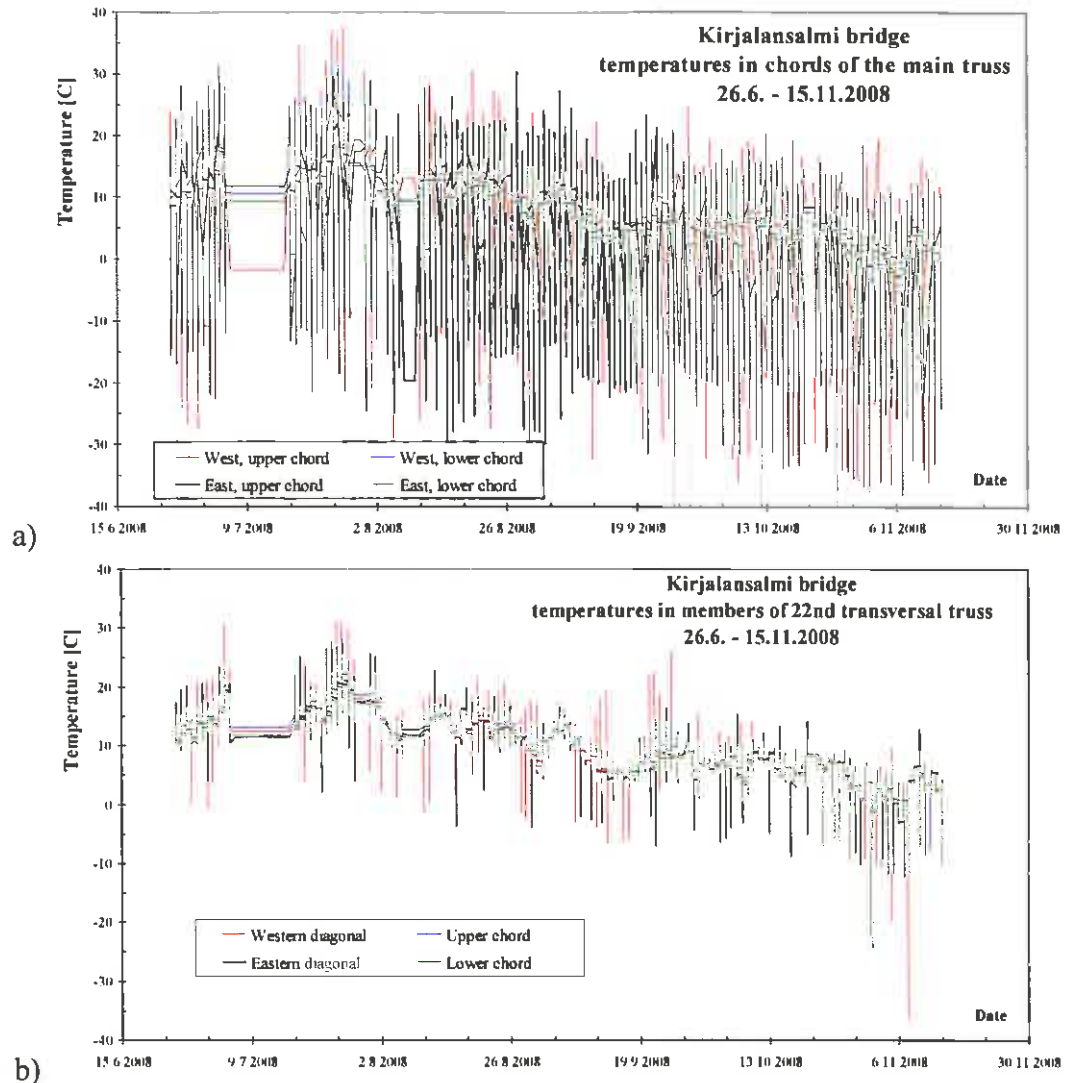 40
30
20
10
0
-10
-20
-30
-40
Temperature [C]
Kirjalansalmi bridge
temperatures in chords of the main truss
26.6. - 15.11.2008
West, upper chord
West, lower chord
East, upper chord
East, lower chord
Date
15 6 2008
9 7 2008
2 8 2008
26 8 2008
19 9 2008
13 10 2008
6 11 2008
30 11 2008
a)
40
30
20
10
0
-10
-20
-30
-40
Temperature [C]
Kirjalansalmi bridge
temperatures in members of 22nd transversal truss
26.6. - 15.11.2008
Western diagonal
Upper chord
Eastern diagonal
Lower chord
Date
15 6 2008
9 7 2008
2 8 2008
26 8 2008
19 9 2008
13 10 2008
6 11 2008
30 11 2008
b)